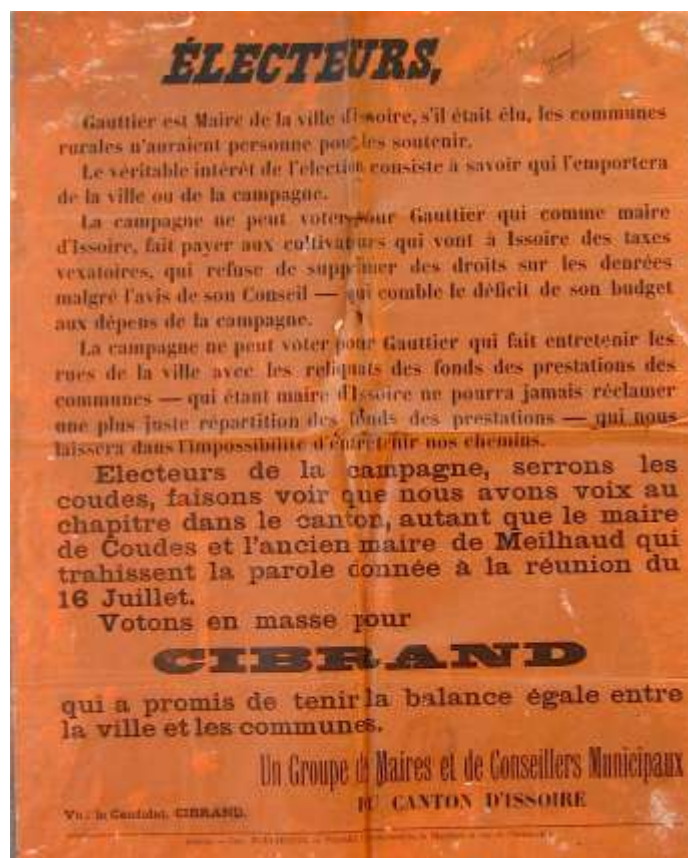 ÉLECTEURS,
Gauttier est Maire de la ville d'Issoire, s'il était élu, les communes
rurales n'auraient personne pour les soutenir.
Le véritable intérêt de l'election consiste à savoir qui l'emportera
de la ville ou de la campagne.
La campagne ne peut voter pour Gauttier qui comme maire
d'Issoire, fait payer aux cultivateurs qui vont à Issoire des taxes
vexatoires, qui refuse de supprimer des droits sur les denrées
malgré l'avis de son Conseil — qui comble le déficit de son budget
aux dépens de la campagne.
La campagne ne peut voter pour Gauttier qui fait entretenir les
rues de la ville avec les reliquats des fonds des prestations des
communes — qui étant maire d'Issoire ne pourra jamais réclamer
une plus juste répartition des fonds des prestations — qui nous
laissera dans l'impossibilité d'entretenir nos chemins.
Electeurs de la campagne, serrons les
coudes, faisons voir que nous avons voix au
chapitre dans le canton, autant que le maire
de Coudes et l'ancien maire de Meilhaud qui
trahissent la parole donnée à la réunion du
16 Juillet.
Votons en masse pour
CIBRAND
qui a promis de tenir la balance égale entre
la ville et les communes.
Un Groupe de Maires et de Conseillers Municipaux
DU CANTON D'ISSOIRE
Vu: le Candidat, CIBRAND.